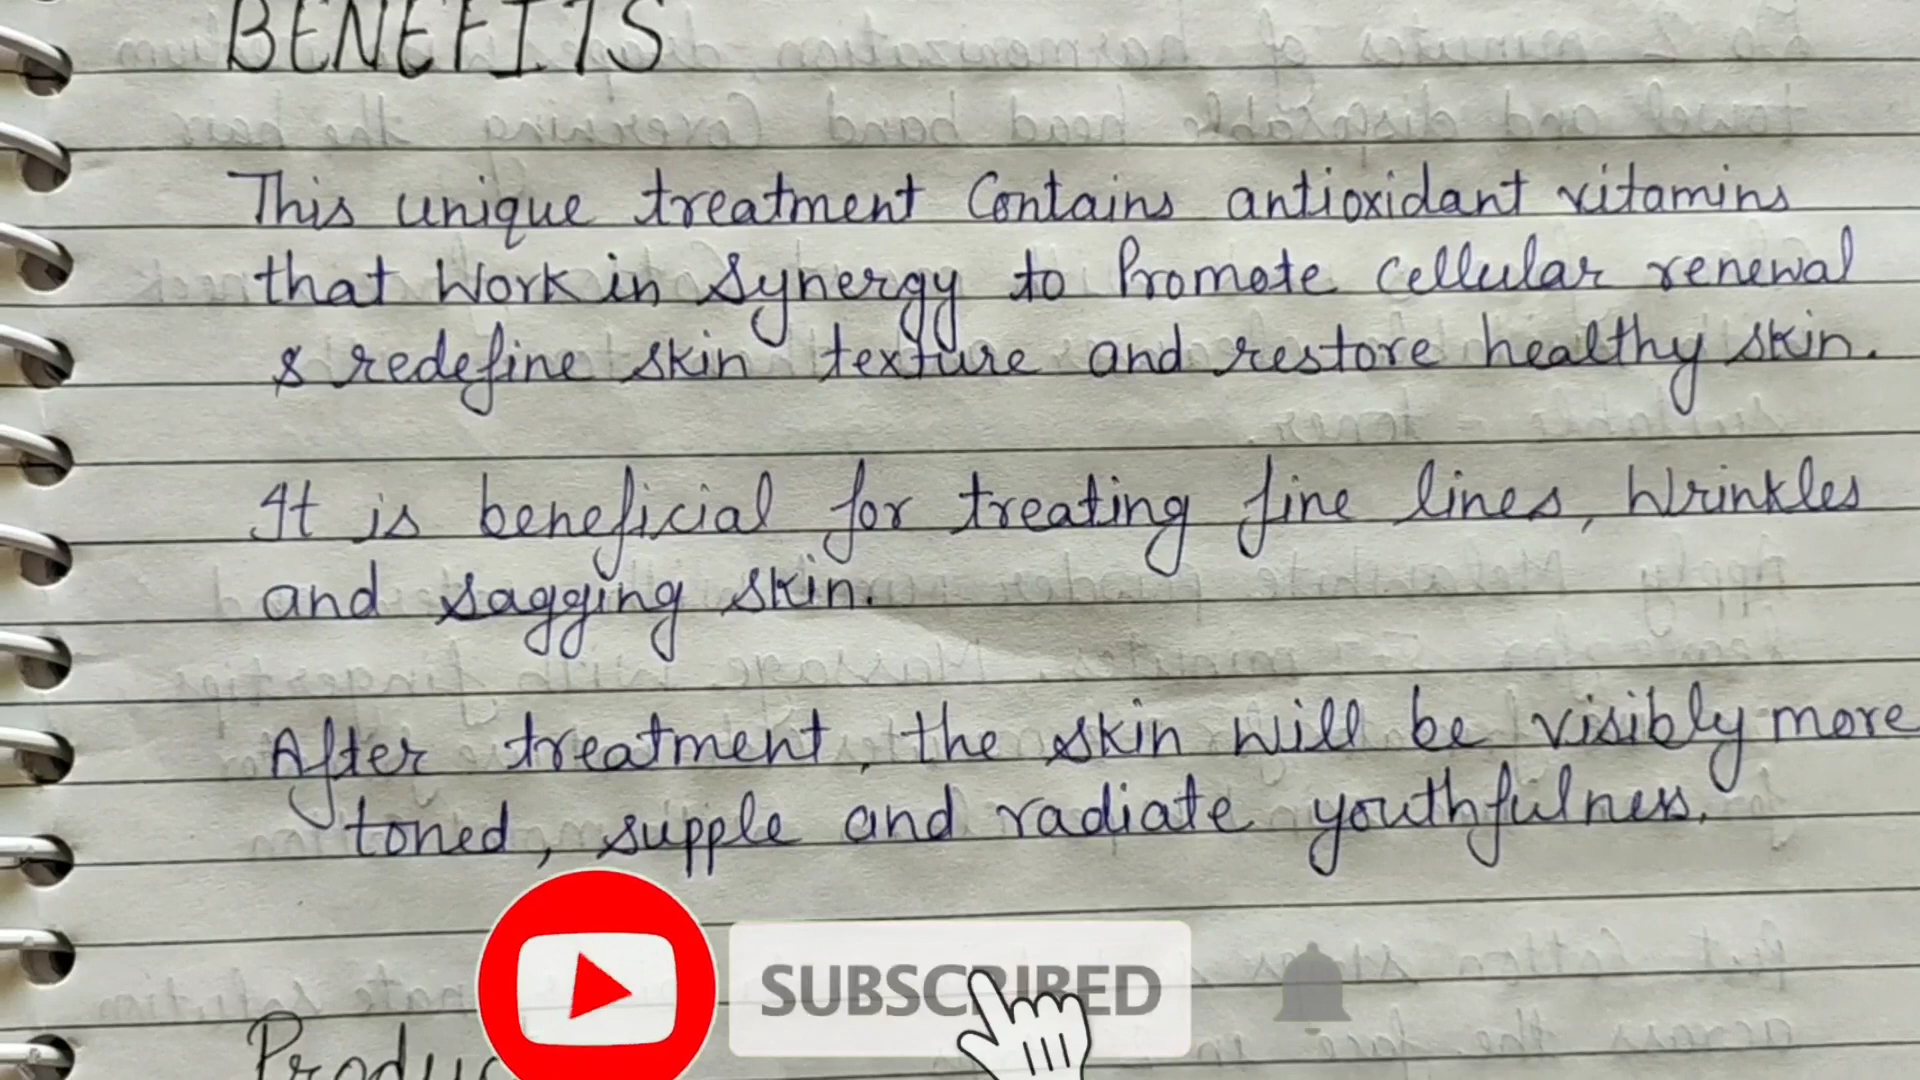 BENEFITS
This unique treatment Contains antioxidant vitamins
that Work in Synergy to Promote cellular renewal
& redefine skin texture and restore healthy skin.
It is beneficial for treating fine lines, Wrinkles
and sagging skin.
After treatment, the skin will be visibly more
toned, supple and radiate youthfulness.
SUBSCRIBED